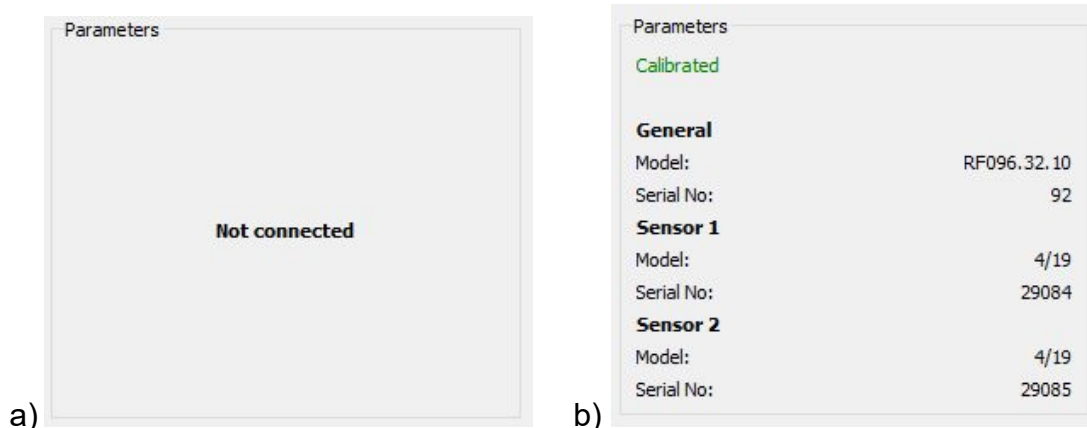 Parameters
Not connected
a)
Parameters
Calibrated
General
Model: RF096.32.10
Serial No: 92
Sensor 1
Model: 4/19
Serial No: 29084
Sensor 2
Model: 4/19
Serial No: 29085
b)